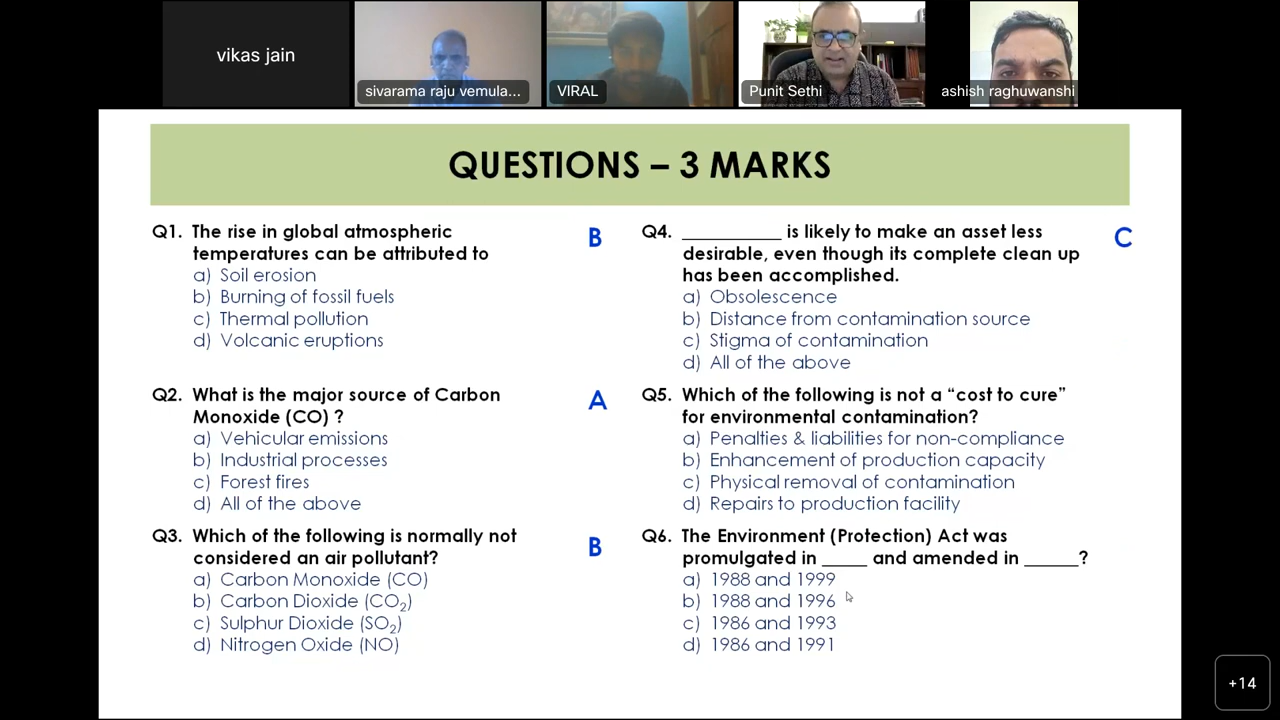 vikas jain
sivarama raju vemula...
VIRAL
Punit Sethi
ashish raghuwanshi
QUESTIONS – 3 MARKS
Q1. The rise in global atmospheric
temperatures can be attributed to
B
a) Soil erosion
b) Burning of fossil fuels
c) Thermal pollution
d) Volcanic eruptions
Q2. What is the major source of Carbon
Monoxide (CO) ?
A
a) Vehicular emissions
b) Industrial processes
c) Forest fires
d) All of the above
Q3. Which of the following is normally not
considered an air pollutant?
B
a) Carbon Monoxide (CO)
b) Carbon Dioxide (CO₂)
c) Sulphur Dioxide (SO₂)
d) Nitrogen Oxide (NO)
Q4. __________ is likely to make an asset less
desirable, even though its complete clean up
has been accomplished.
C
a) Obsolescence
b) Distance from contamination source
c) Stigma of contamination
d) All of the above
Q5. Which of the following is not a “cost to cure”
for environmental contamination?
a) Penalties & liabilities for non-compliance
b) Enhancement of production capacity
c) Physical removal of contamination
d) Repairs to production facility
Q6. The Environment (Protection) Act was
promulgated in _____ and amended in ______?
a) 1988 and 1999
b) 1988 and 1996
c) 1986 and 1993
d) 1986 and 1991
+14